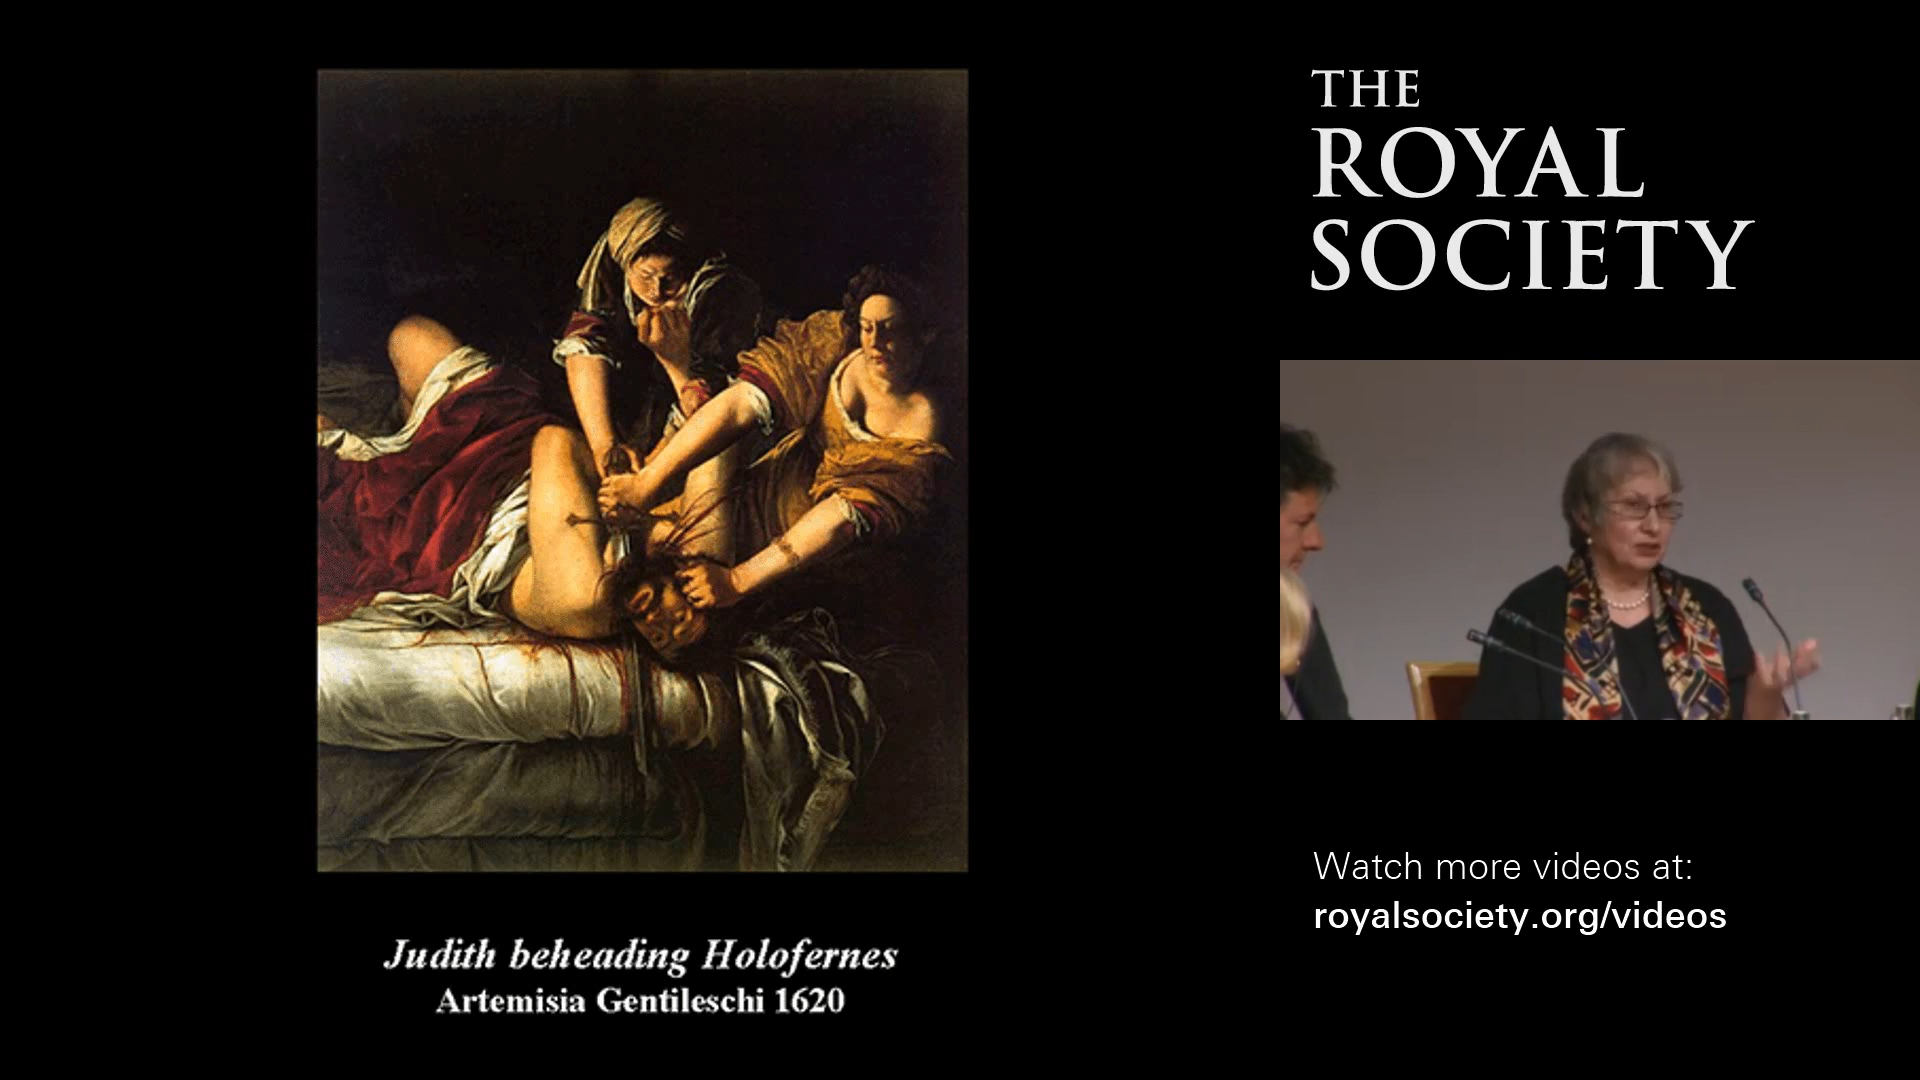 THE
ROYAL
SOCIETY
Judith beheading Holofernes
Artemisia Gentileschi 1620
Watch more videos at:
royalsociety.org/videos